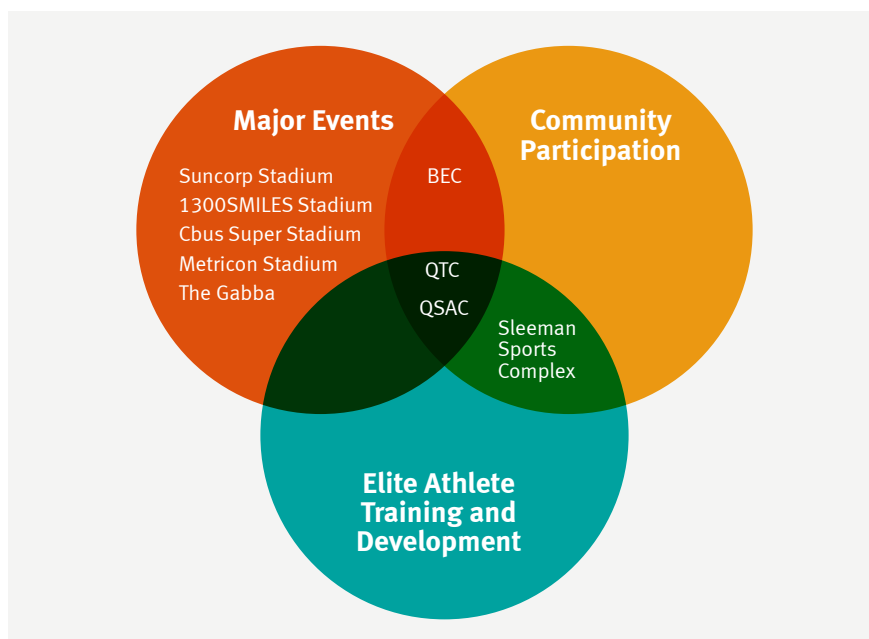 Major Events
Suncorp Stadium
1300SMILES Stadium
Cbus Super Stadium
Metricon Stadium
The Gabba
BEC
Community
Participation
QTC
QSAC
Sleeman
Sports
Complex
Elite Athlete
Training and
Development